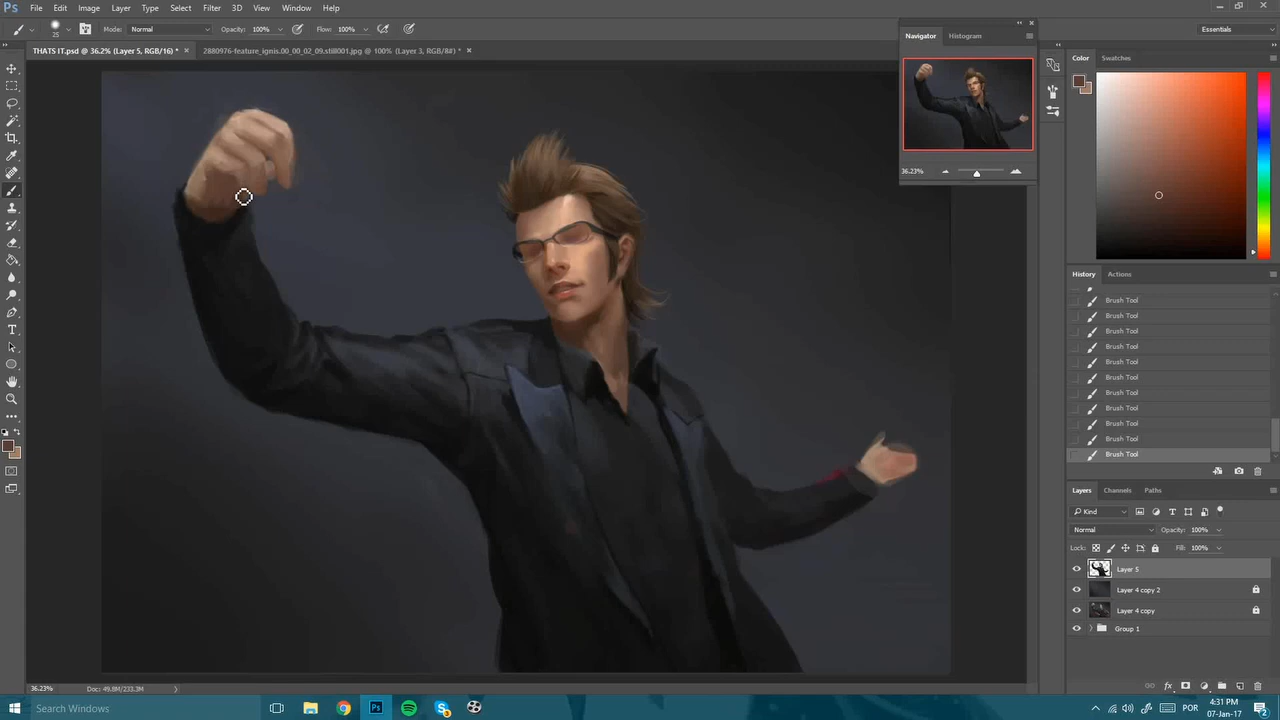 Ps File Edit Image Layer Type Select Filter 3D View Window Help
Mode: Normal Opacity: 100% Flow: 100%
25
Essentials
THATS IT.psd @ 36.2% (Layer 5, RGB/16) * ×
2880976-feature_ignis.00_00_02_09.still001.jpg @ 100% (Layer 3, RGB/8#) * ×
Navigator Histogram
36.23%
Color Swatches
History Actions
Brush Tool
Brush Tool
Brush Tool
Brush Tool
Brush Tool
Brush Tool
Brush Tool
Brush Tool
Brush Tool
Brush Tool
Brush Tool
Layers Channels Paths
Kind
Normal Opacity: 100%
Lock: Fill: 100%
Layer 5
Layer 4 copy 2
Layer 4 copy
Group 1
36.23% Doc: 49.8M/233.3M
Search Windows
POR
4:31 PM
07-Jan-17